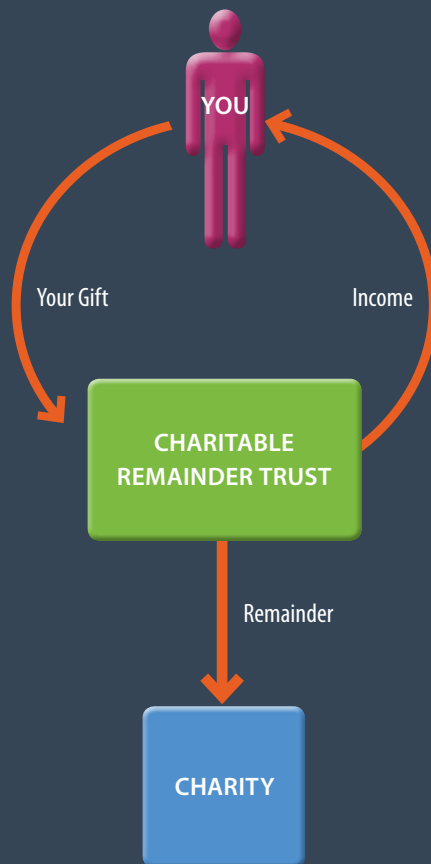 YOU
Your Gift
Income
CHARITABLE
REMAINDER TRUST
Remainder
CHARITY